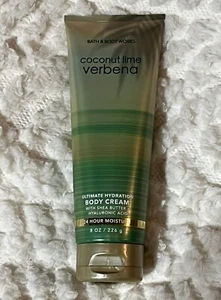 BATH & BODY WORKS
coconut lime
verbena
ULTIMATE HYDRATION
BODY CREAM
WITH SHEA BUTTER +
HYALURONIC ACID
24 HOUR MOISTURE
8 OZ / 226 g